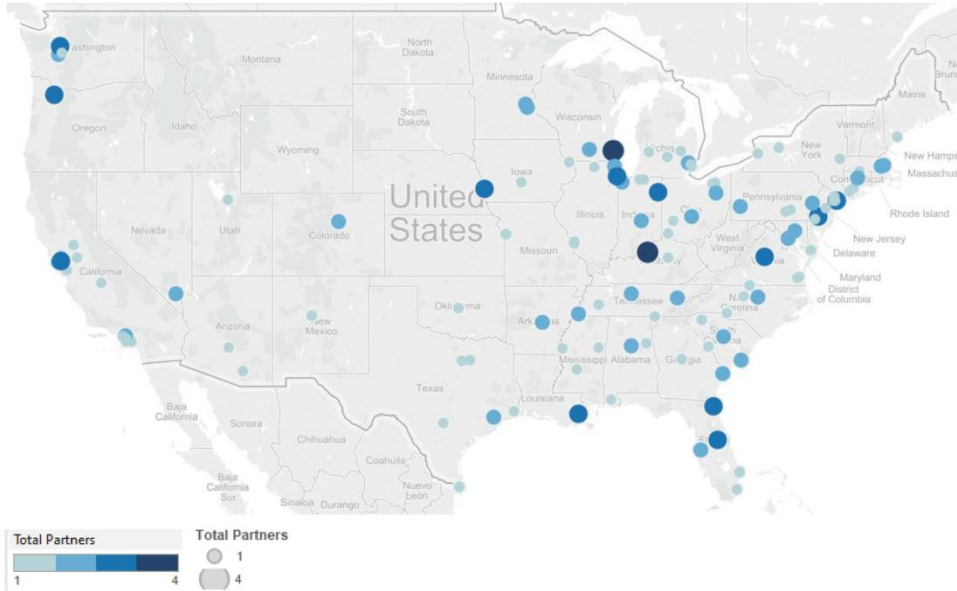 Washington
Montana
North
Dakota
Minnesota
Maine
Oregon
Idaho
South
Dakota
Wisconsin
Vermont
Wyoming
New
York
New Hamps
Massachus
Iowa
United
States
Nevada
Utah
Colorado
Illinois
Pennsylvania
Rhode Island
California
Missouri
West
Virginia
New Jersey
Delaware
Maryland
District
of Columbia
Arizona
New
Mexico
Oklahoma
Tennessee
Mississippi
Alabama
Georgia
Texas
Louisiana
Baja
California
Sonora
Chihuahua
Coahuila
Baja
California
Sur
Nuevo
León
Sinaloa
Durango
Total Partners
1
4
Total Partners
1
4